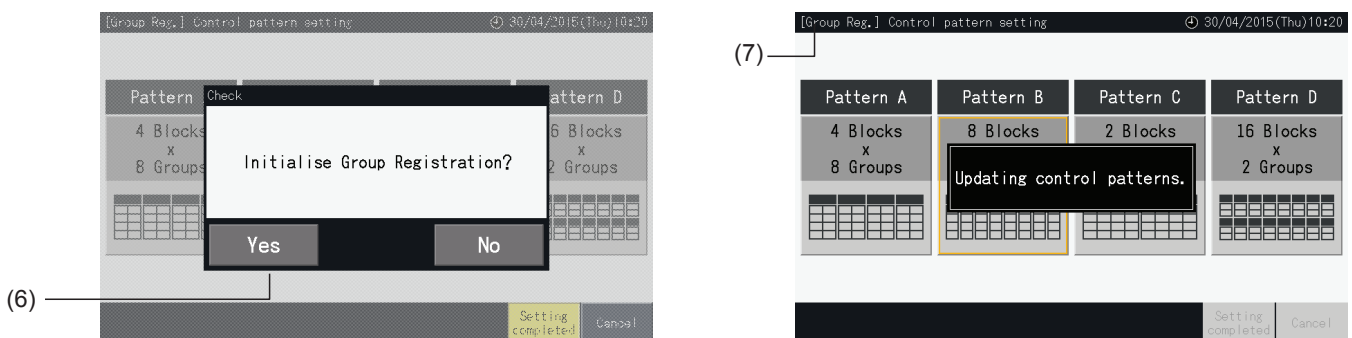 [Group Reg.] Control pattern setting 30/04/2015(Thu)10:20
Pattern attern D
Check
4 Blocks 6 Blocks
x x
8 Groups 2 Groups
Initialise Group Registration?
Yes No
(6)
Setting
completed Cancel
[Group Reg.] Control pattern setting 30/04/2015(Thu)10:20
(7)
Pattern A Pattern B Pattern C Pattern D
4 Blocks 8 Blocks 2 Blocks 16 Blocks
x x
8 Groups 2 Groups
Updating control patterns.
Setting
completed Cancel